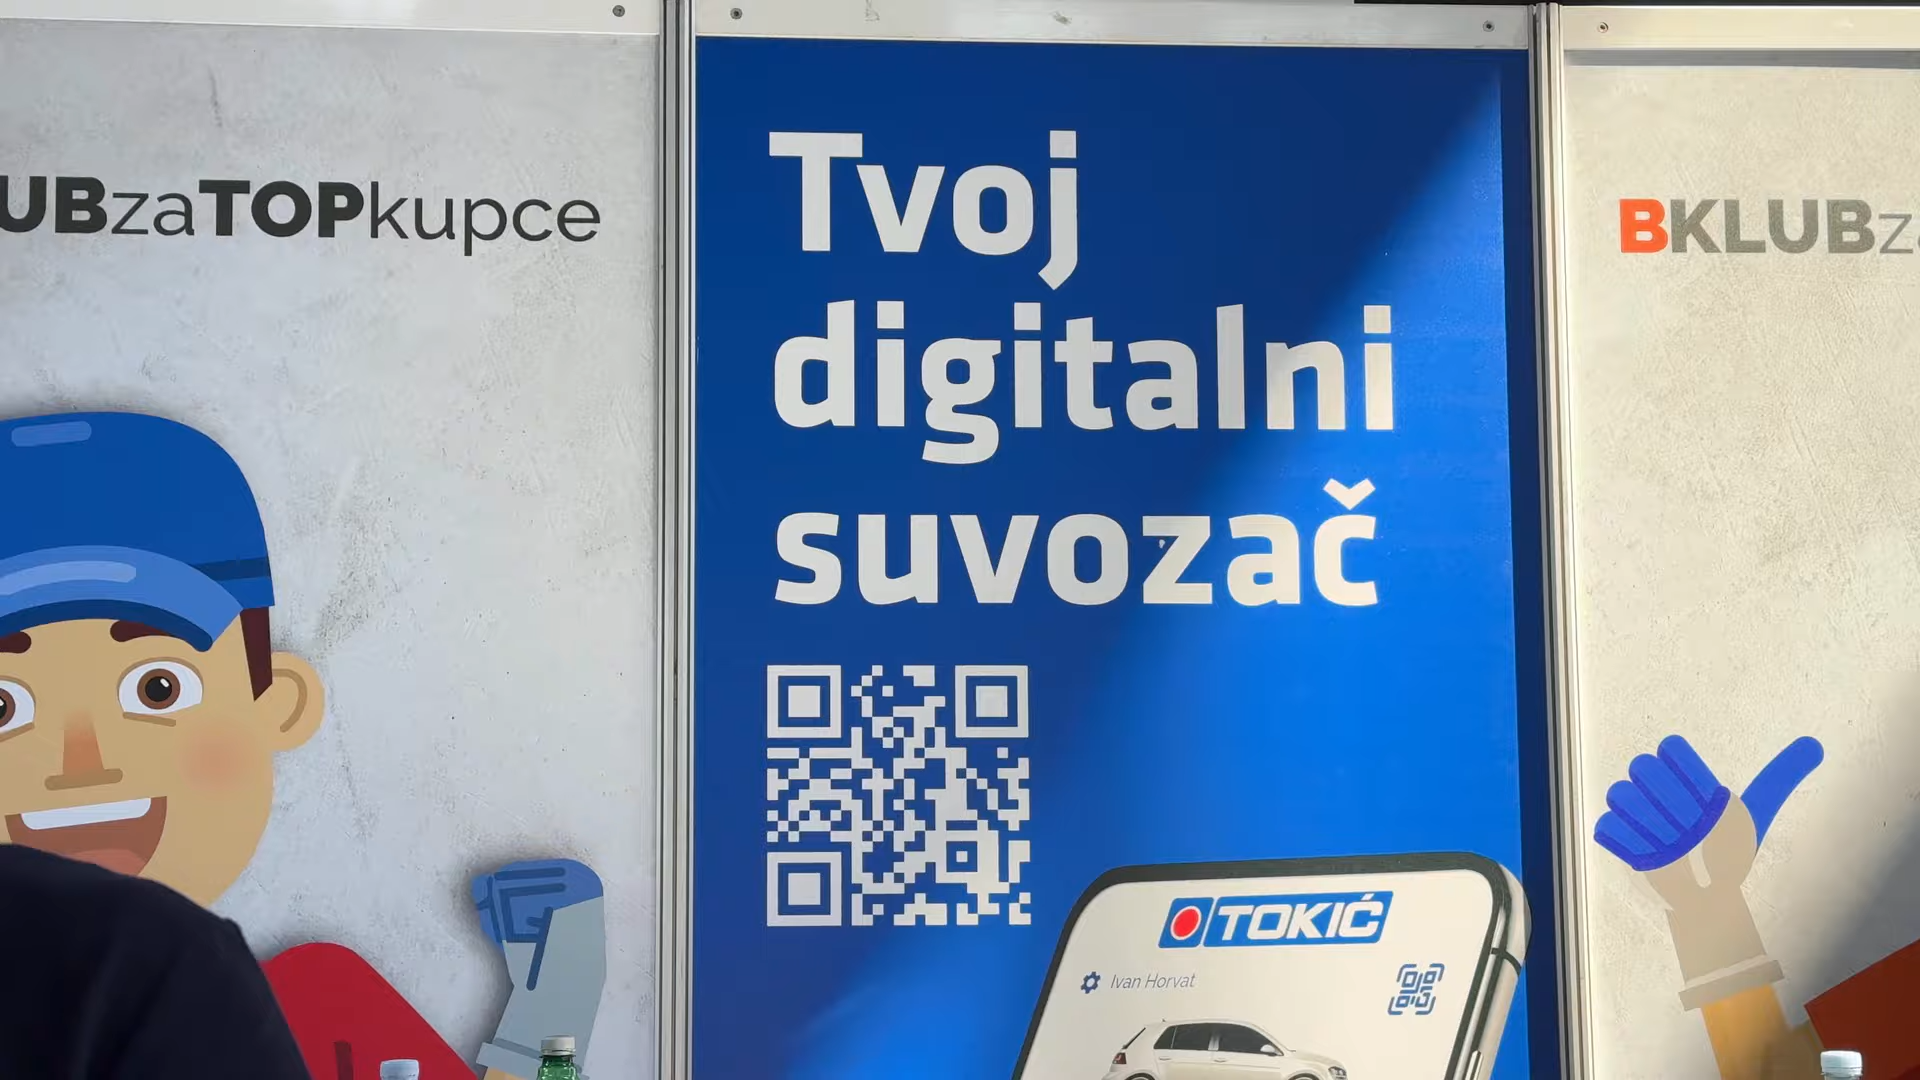 UBzaTOPkupce
Tvoj
digitalni
suvozač
TOKIĆ
Ivan Horvat
BKLUBz